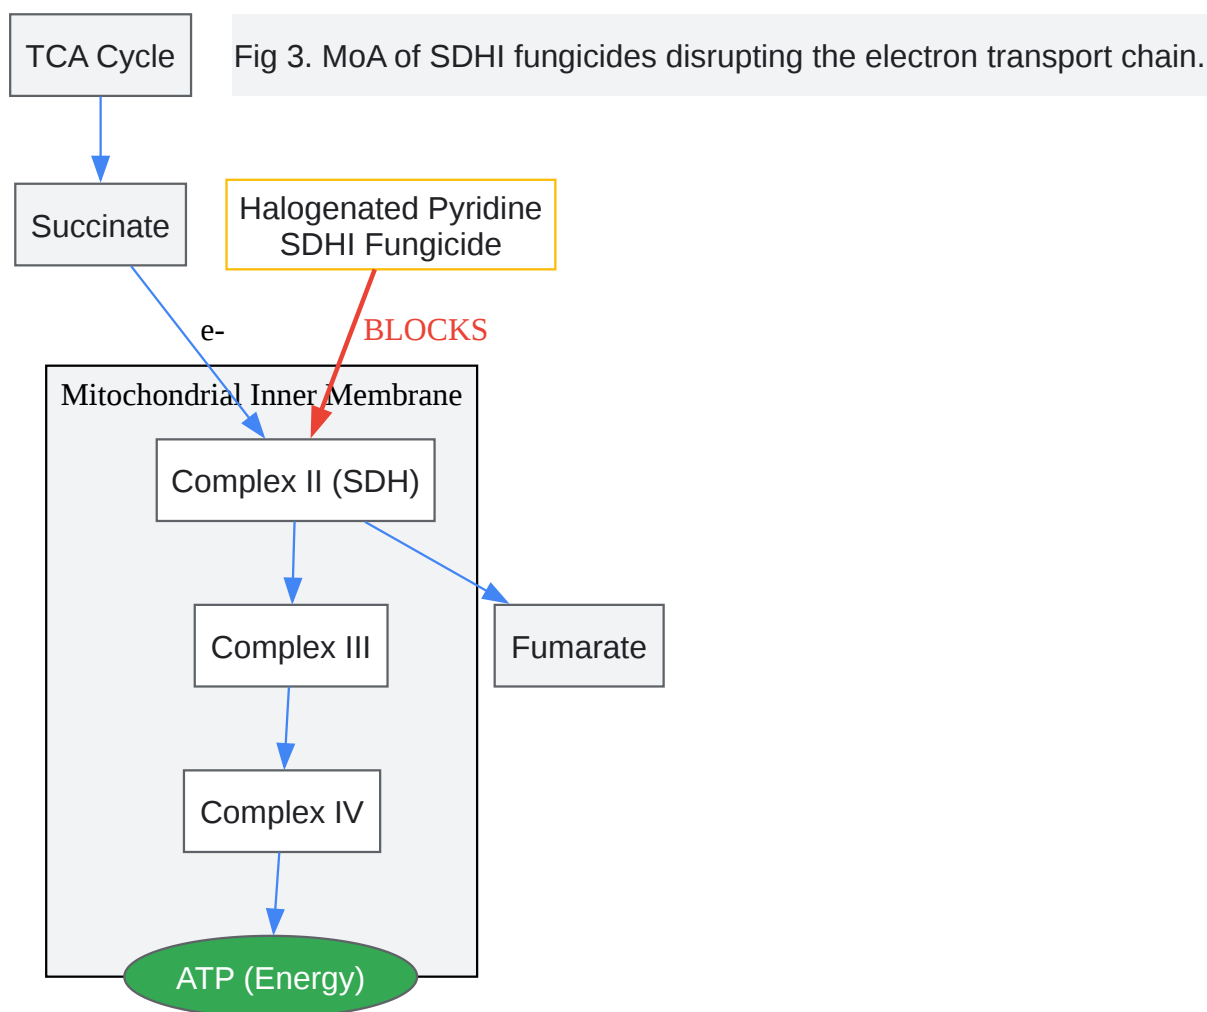 TCA Cycle
Fig 3. MoA of SDHI fungicides disrupting the electron transport chain.
Succinate
Halogenated Pyridine
SDHI Fungicide
e-
BLOCKS
Mitochondrial Inner Membrane
Complex II (SDH)
Complex III
Fumarate
Complex IV
ATP (Energy)